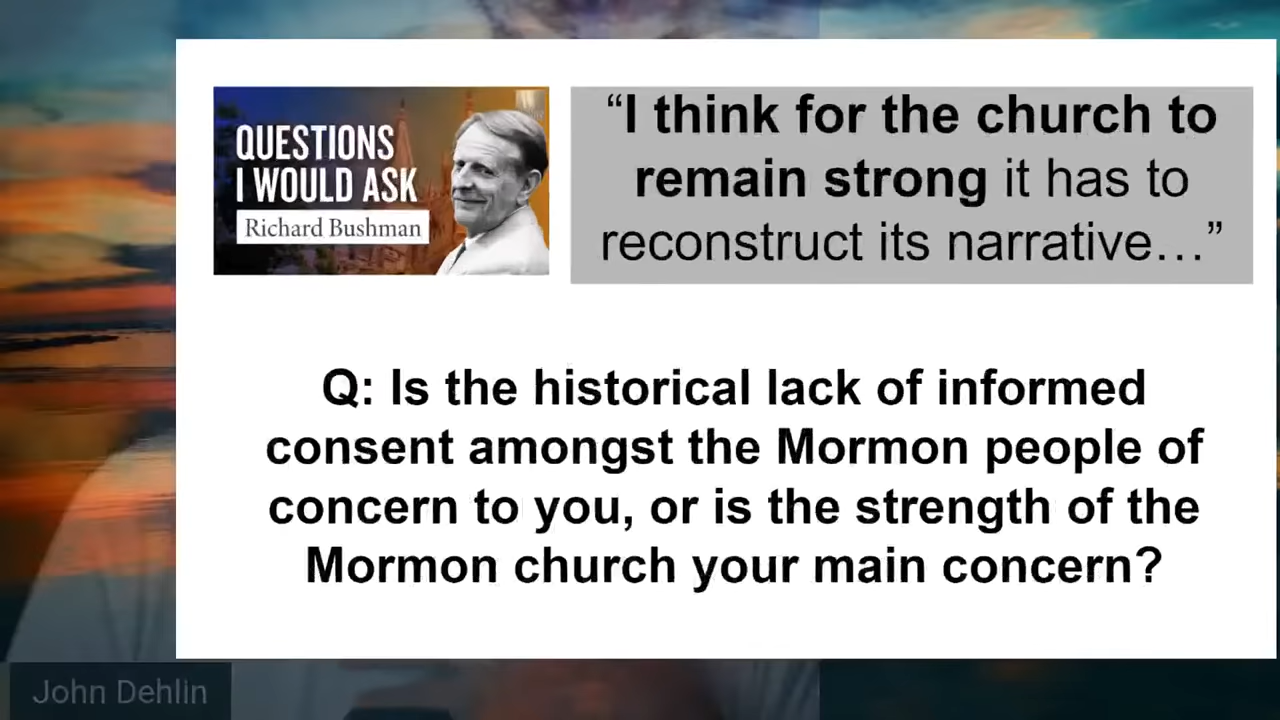 QUESTIONS
I WOULD ASK
Richard Bushman
“I think for the church to
remain strong it has to
reconstruct its narrative…”
Q: Is the historical lack of informed
consent amongst the Mormon people of
concern to you, or is the strength of the
Mormon church your main concern?
John Dehlin